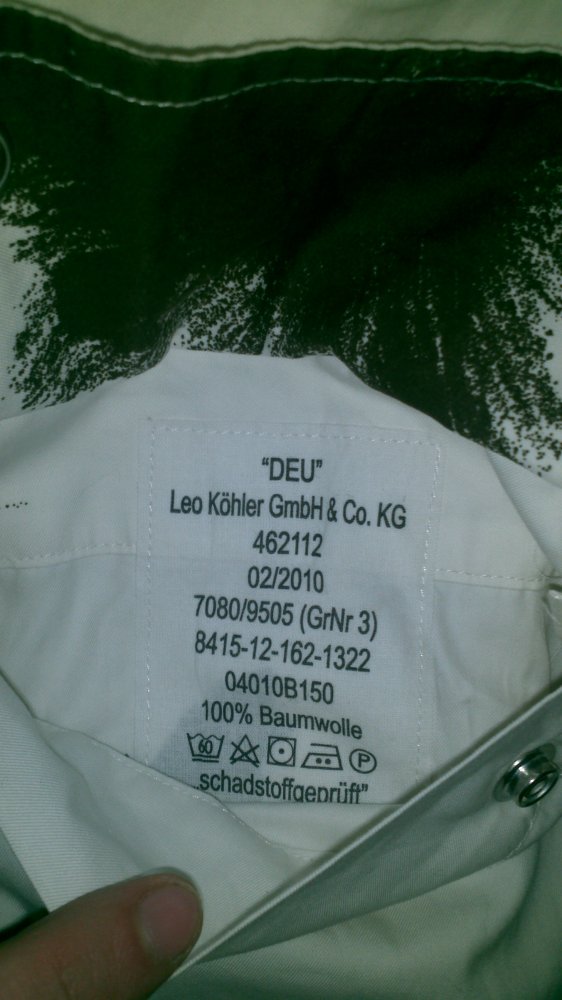 "DEU"
Leo Köhler GmbH & Co. KG
462112
02/2010
7080/9505 (GrNr 3)
8415-12-162-1322
04010B150
100% Baumwolle
60 P
„schadstoffgeprüft"